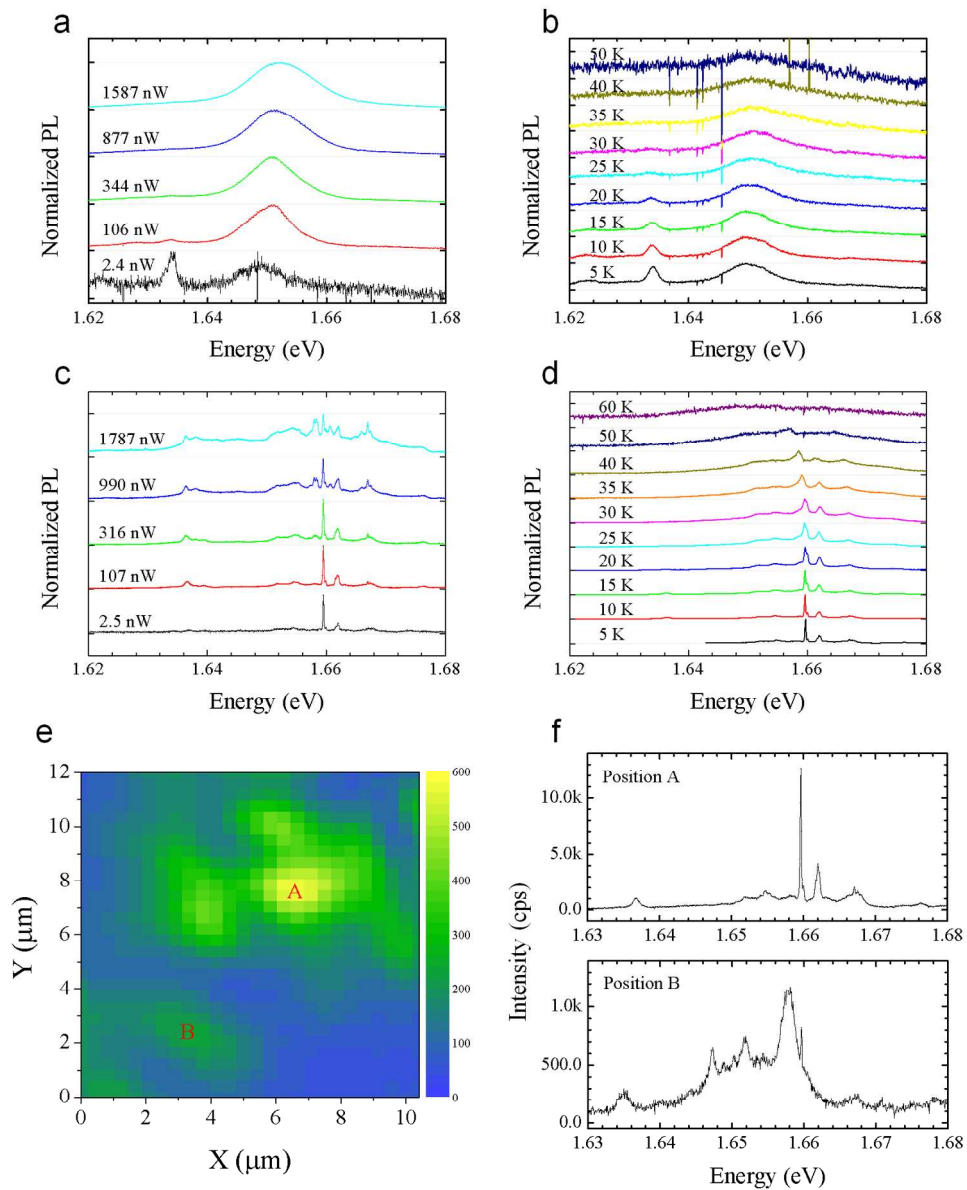 a
1587 nW
877 nW
344 nW
106 nW
2.4 nW
Normalized PL
1.62 1.64 1.66 1.68
Energy (eV)
b
50 K
40 K
35 K
30 K
25 K
20 K
15 K
10 K
5 K
Normalized PL
1.62 1.64 1.66 1.68
Energy (eV)
c
1787 nW
990 nW
316 nW
107 nW
2.5 nW
Normalized PL
1.62 1.64 1.66 1.68
Energy (eV)
d
60 K
50 K
40 K
35 K
30 K
25 K
20 K
15 K
10 K
5 K
Normalized PL
1.62 1.64 1.66 1.68
Energy (eV)
e
12
10
8
6
4
2
0
Y (μm)
A
B
0 2 4 6 8 10
X (μm)
600
500
400
300
200
100
0
f
Position A
10.0k
5.0k
0.0
1.63 1.64 1.65 1.66 1.67 1.68
Intensity (cps)
Position B
1.0k
500.0
0.0
1.63 1.64 1.65 1.66 1.67 1.68
Energy (eV)